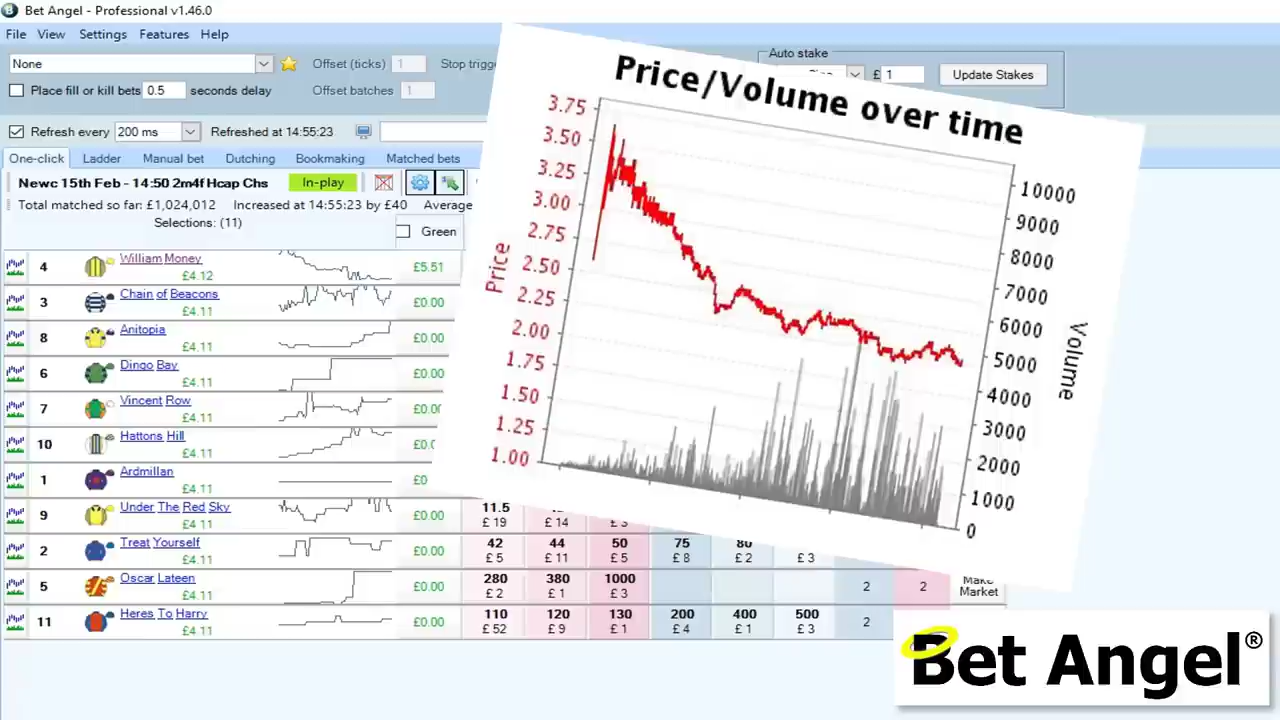 Bet Angel - Professional v1.46.0
File View Settings Features Help
None Offset (ticks) 1 Stop trigge
Auto stake
£ 1 Update Stakes
Place fill or kill bets 0.5 seconds delay Offset batches 1
Refresh every 200 ms Refreshed at 14:55:23
One-click Ladder Manual bet Dutching Bookmaking Matched bets
Newc 15th Feb - 14:50 2m4f Hcap Chs In-play
Total matched so far: £1,024,012 Increased at 14:55:23 by £40 Average
Selections: (11) Green
4 William Money £4.12 £5.51
3 Chain of Beacons £4.11 £0.00
8 Anitopia £4.11 £0.00
6 Dingo Bay £4.11 £0.00
7 Vincent Row £4.11 £0.00
10 Hattons Hill £4.11 £0.0
1 Ardmillan £4.11 £0
9 Under The Red Sky £4.11 £0.00 11.5
£ 19 £ 14 £ 3
2 Treat Yourself £4.11 £0.00 42 44 50 75 80
£ 5 £ 11 £ 5 £ 8 £ 2 £ 3
5 Oscar Lateen £4.11 £0.00 280 380 1000 2 2 Make Market
£ 2 £ 1 £ 3
11 Heres To Harry £4.11 £0.00 110 120 130 200 400 500 2
£ 52 £ 9 £ 1 £ 4 £ 1 £ 3
Price/Volume over time
3.75
3.50
3.25
3.00
2.75
2.50
2.25
2.00
1.75
1.50
1.25
1.00
Price
10000
9000
8000
7000
6000
5000
4000
3000
2000
1000
0
Volume
Bet Angel®